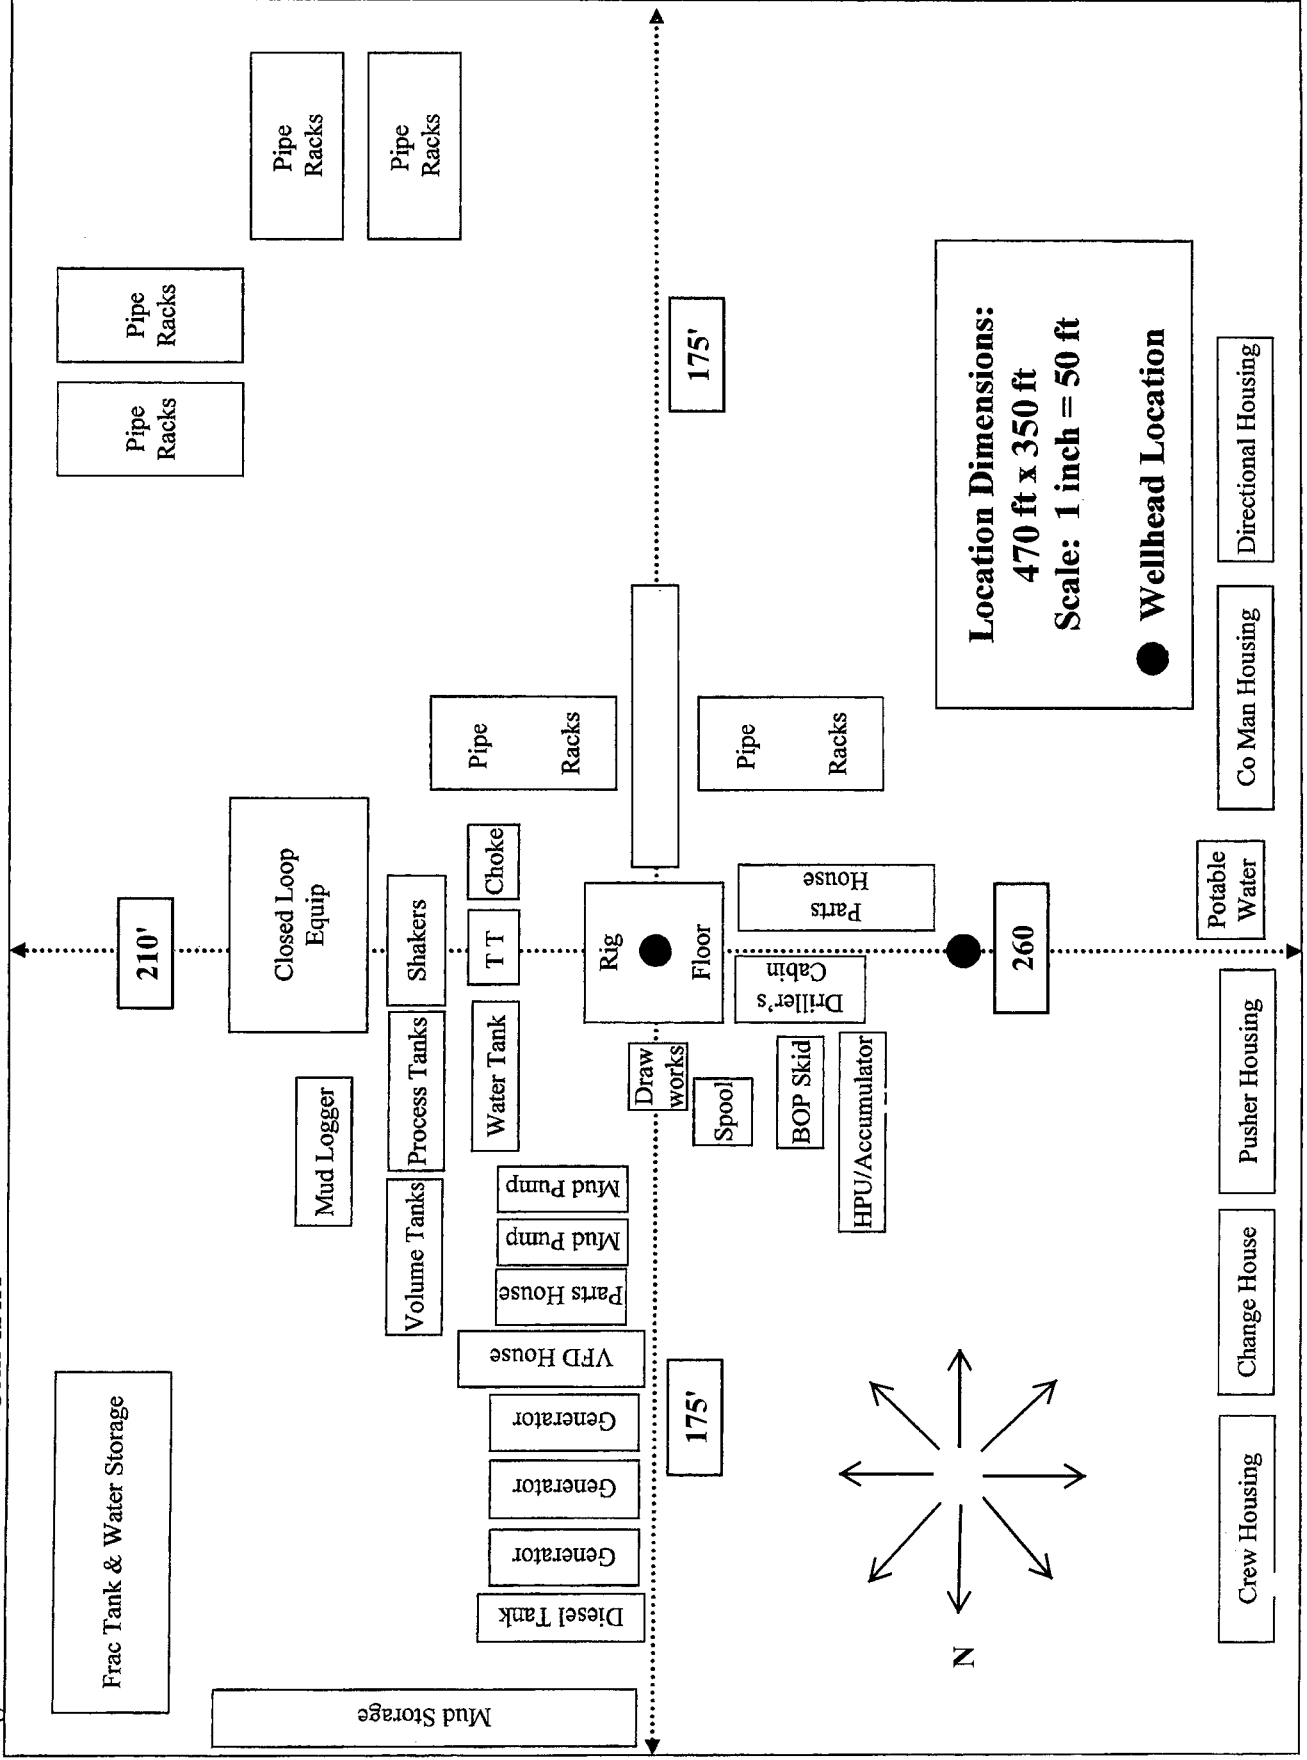 Frac Tank & Water Storage
Mud Storage
Diesel Tank
Generator
Generator
Generator
VFD House
Parts House
Mud Pump
Mud Pump
Volume Tanks
Process Tanks
Shakers
Mud Logger
Closed Loop
Equip
210'
Water Tank
T T
Choke
Pipe
Racks
Pipe
Racks
Pipe
Racks
Pipe
Racks
Pipe
Racks
Pipe
Racks
Rig
Floor
Draw
works
Spool
BOP Skid
HPU/Accumulator
Driller's
Cabin
Parts
House
175'
175'
260
N
Location Dimensions:
470 ft x 350 ft
Scale: 1 inch = 50 ft
Wellhead Location
Crew Housing
Change House
Pusher Housing
Potable
Water
Co Man Housing
Directional Housing